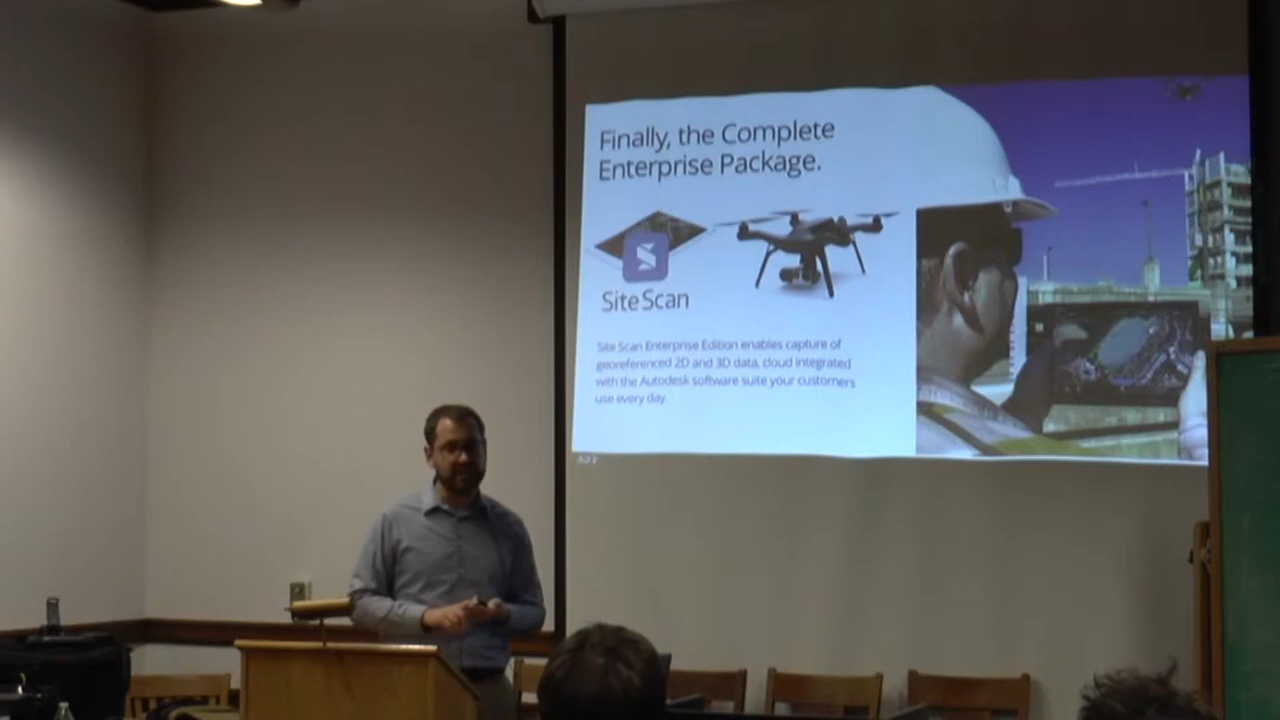 Finally, the Complete
Enterprise Package.
Site Scan
Site Scan Enterprise Edition enables capture of
georeferenced 2D and 3D data, cloud integrated
with the Autodesk software suite your customers
use every day.